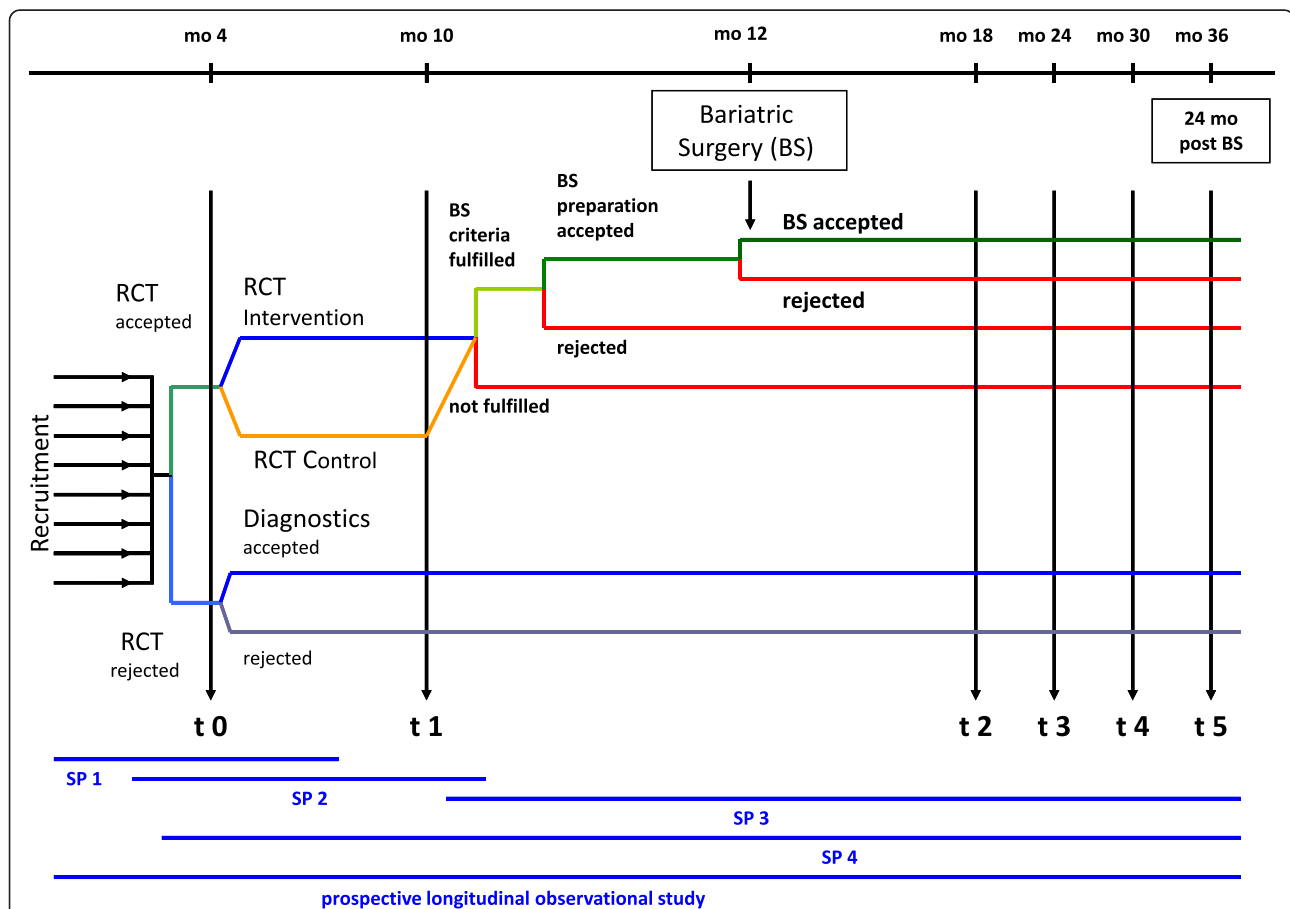 mo 4 mo 10 mo 12 mo 18 mo 24 mo 30 mo 36
Bariatric
Surgery (BS)
24 mo
post BS
BS
preparation
accepted
BS
criteria
fulfilled
BS accepted
rejected
rejected
not fulfilled
RCT
accepted
RCT
Intervention
RCT Control
Recruitment
Diagnostics
accepted
RCT
rejected
rejected
t 0 t 1 t 2 t 3 t 4 t 5
SP 1
SP 2
SP 3
SP 4
prospective longitudinal observational study